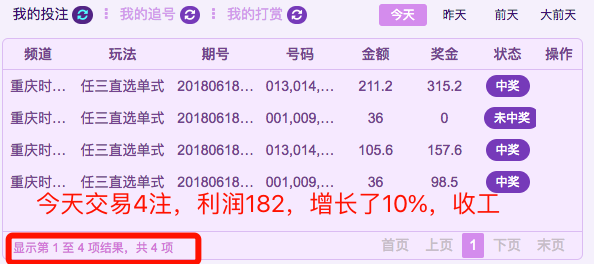 我的投注 我的追号 我的打赏 今天 昨天 前天 大前天
频道 玩法 期号 号码 金额 奖金 状态 操作
重庆时... 任三直选单式 20180618... 013,014,... 211.2 315.2 中奖
重庆时... 任三直选单式 20180618... 001,009,... 36 0 未中奖
重庆时... 任三直选单式 20180618... 013,014,... 105.6 157.6 中奖
重庆时... 任三直选单式 20180618... 001,009,... 36 98.5 中奖
今天交易4注，利润182，增长了10%，收工
显示第 1 至 4 项结果，共 4 项 首页 上页 1 下页 末页